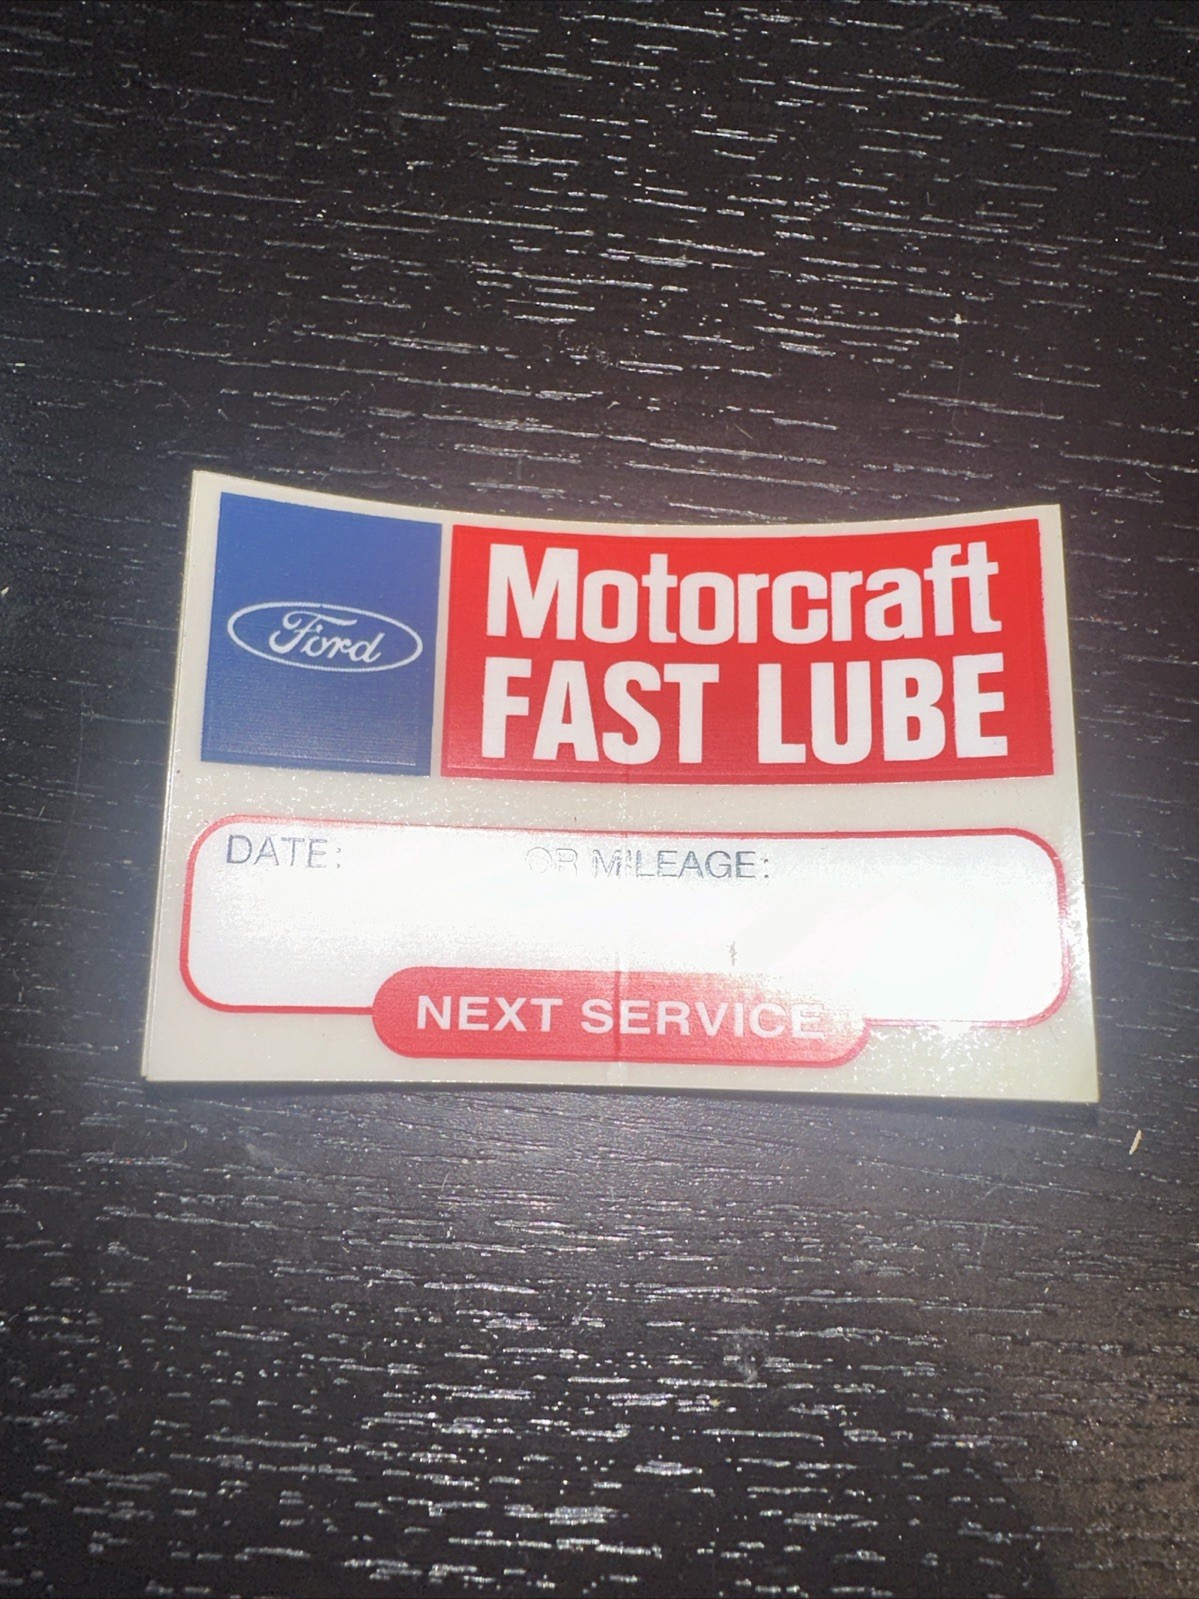 Ford
Motorcraft
FAST LUBE
DATE: OR MILEAGE:
NEXT SERVICE